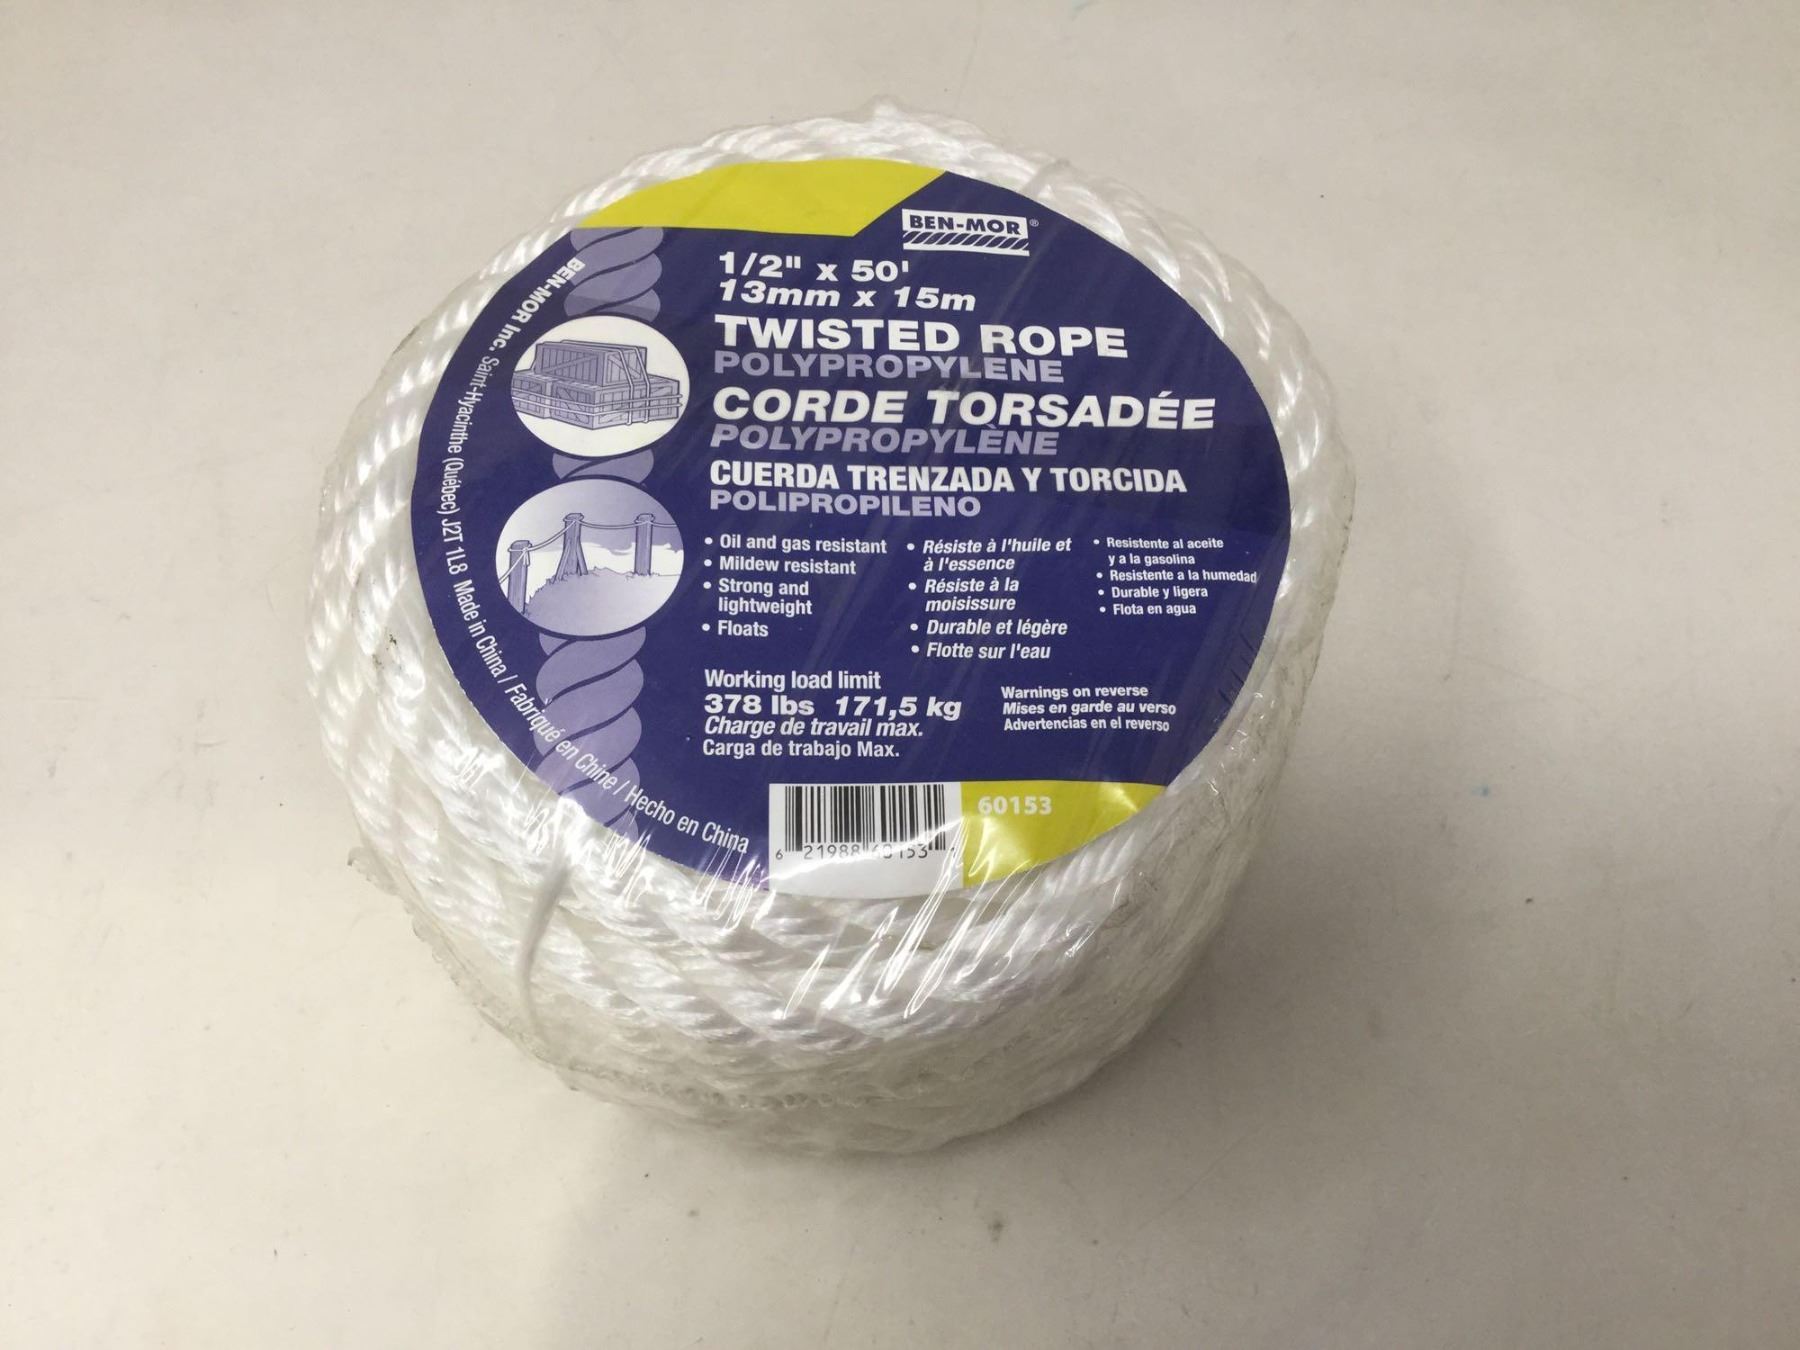 BEN-MOR ®
1/2" x 50'
13mm x 15m
TWISTED ROPE
POLYPROPYLENE
CORDE TORSADÉE
POLYPROPYLÈNE
CUERDA TRENZADA Y TORCIDA
POLIPROPILENO
• Oil and gas resistant
• Mildew resistant
• Strong and
lightweight
• Floats
• Résiste à l'huile et
à l'essence
• Résiste à la
moisissure
• Durable et légère
• Flotte sur l'eau
• Resistente al aceite
y a la gasolina
• Resistente a la humedad
• Durable y ligera
• Flota en agua
Working load limit
378 lbs 171,5 kg
Charge de travail max.
Carga de trabajo Max.
Warnings on reverse
Mises en garde au verso
Advertencias en el reverso
60153
6 21988 60153
BEN-MOR Inc. Saint-Hyacinthe (Québec) J2T 1L8 Made in China / Fabriqué en Chine / Hecho en China